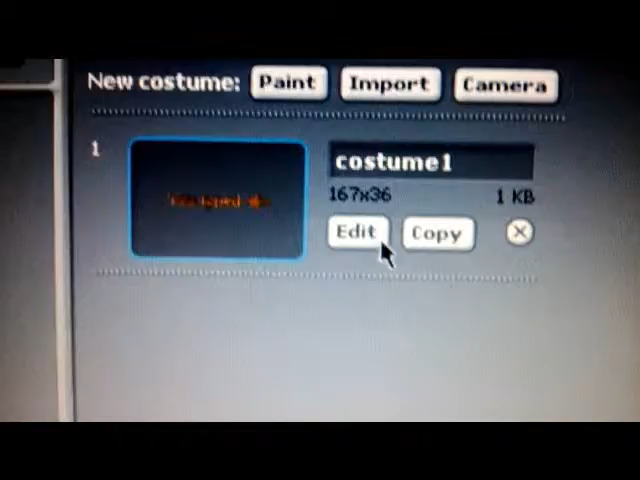 New costume: Paint Import Camera
1
costume1
167x36 1 KB
Edit Copy